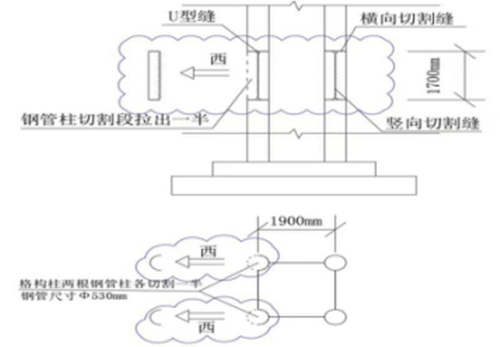 U型缝
横向切割缝
西
1700mm
钢管柱切割段拉出一半
竖向切割缝
1900mm
西
格构柱两根钢管柱各切割一半
钢管尺寸Φ530mm
西